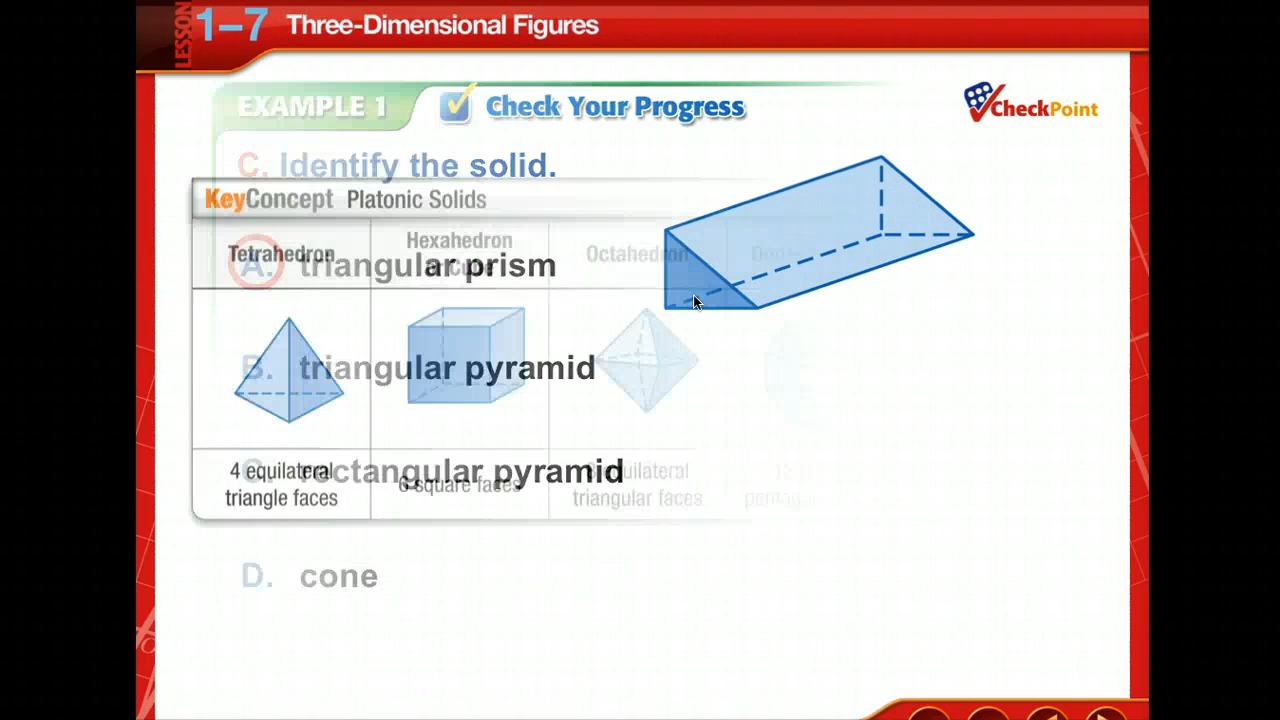 LESSON 1–7 Three-Dimensional Figures
EXAMPLE 1 Check Your Progress
CheckPoint
C. Identify the solid.
KeyConcept Platonic Solids
Tetrahedron
Hexahedron
Octahedron
A. triangular prism
B. triangular pyramid
C. rectangular pyramid
4 equilateral
triangle faces
6 square faces
equilateral
triangular faces
D. cone